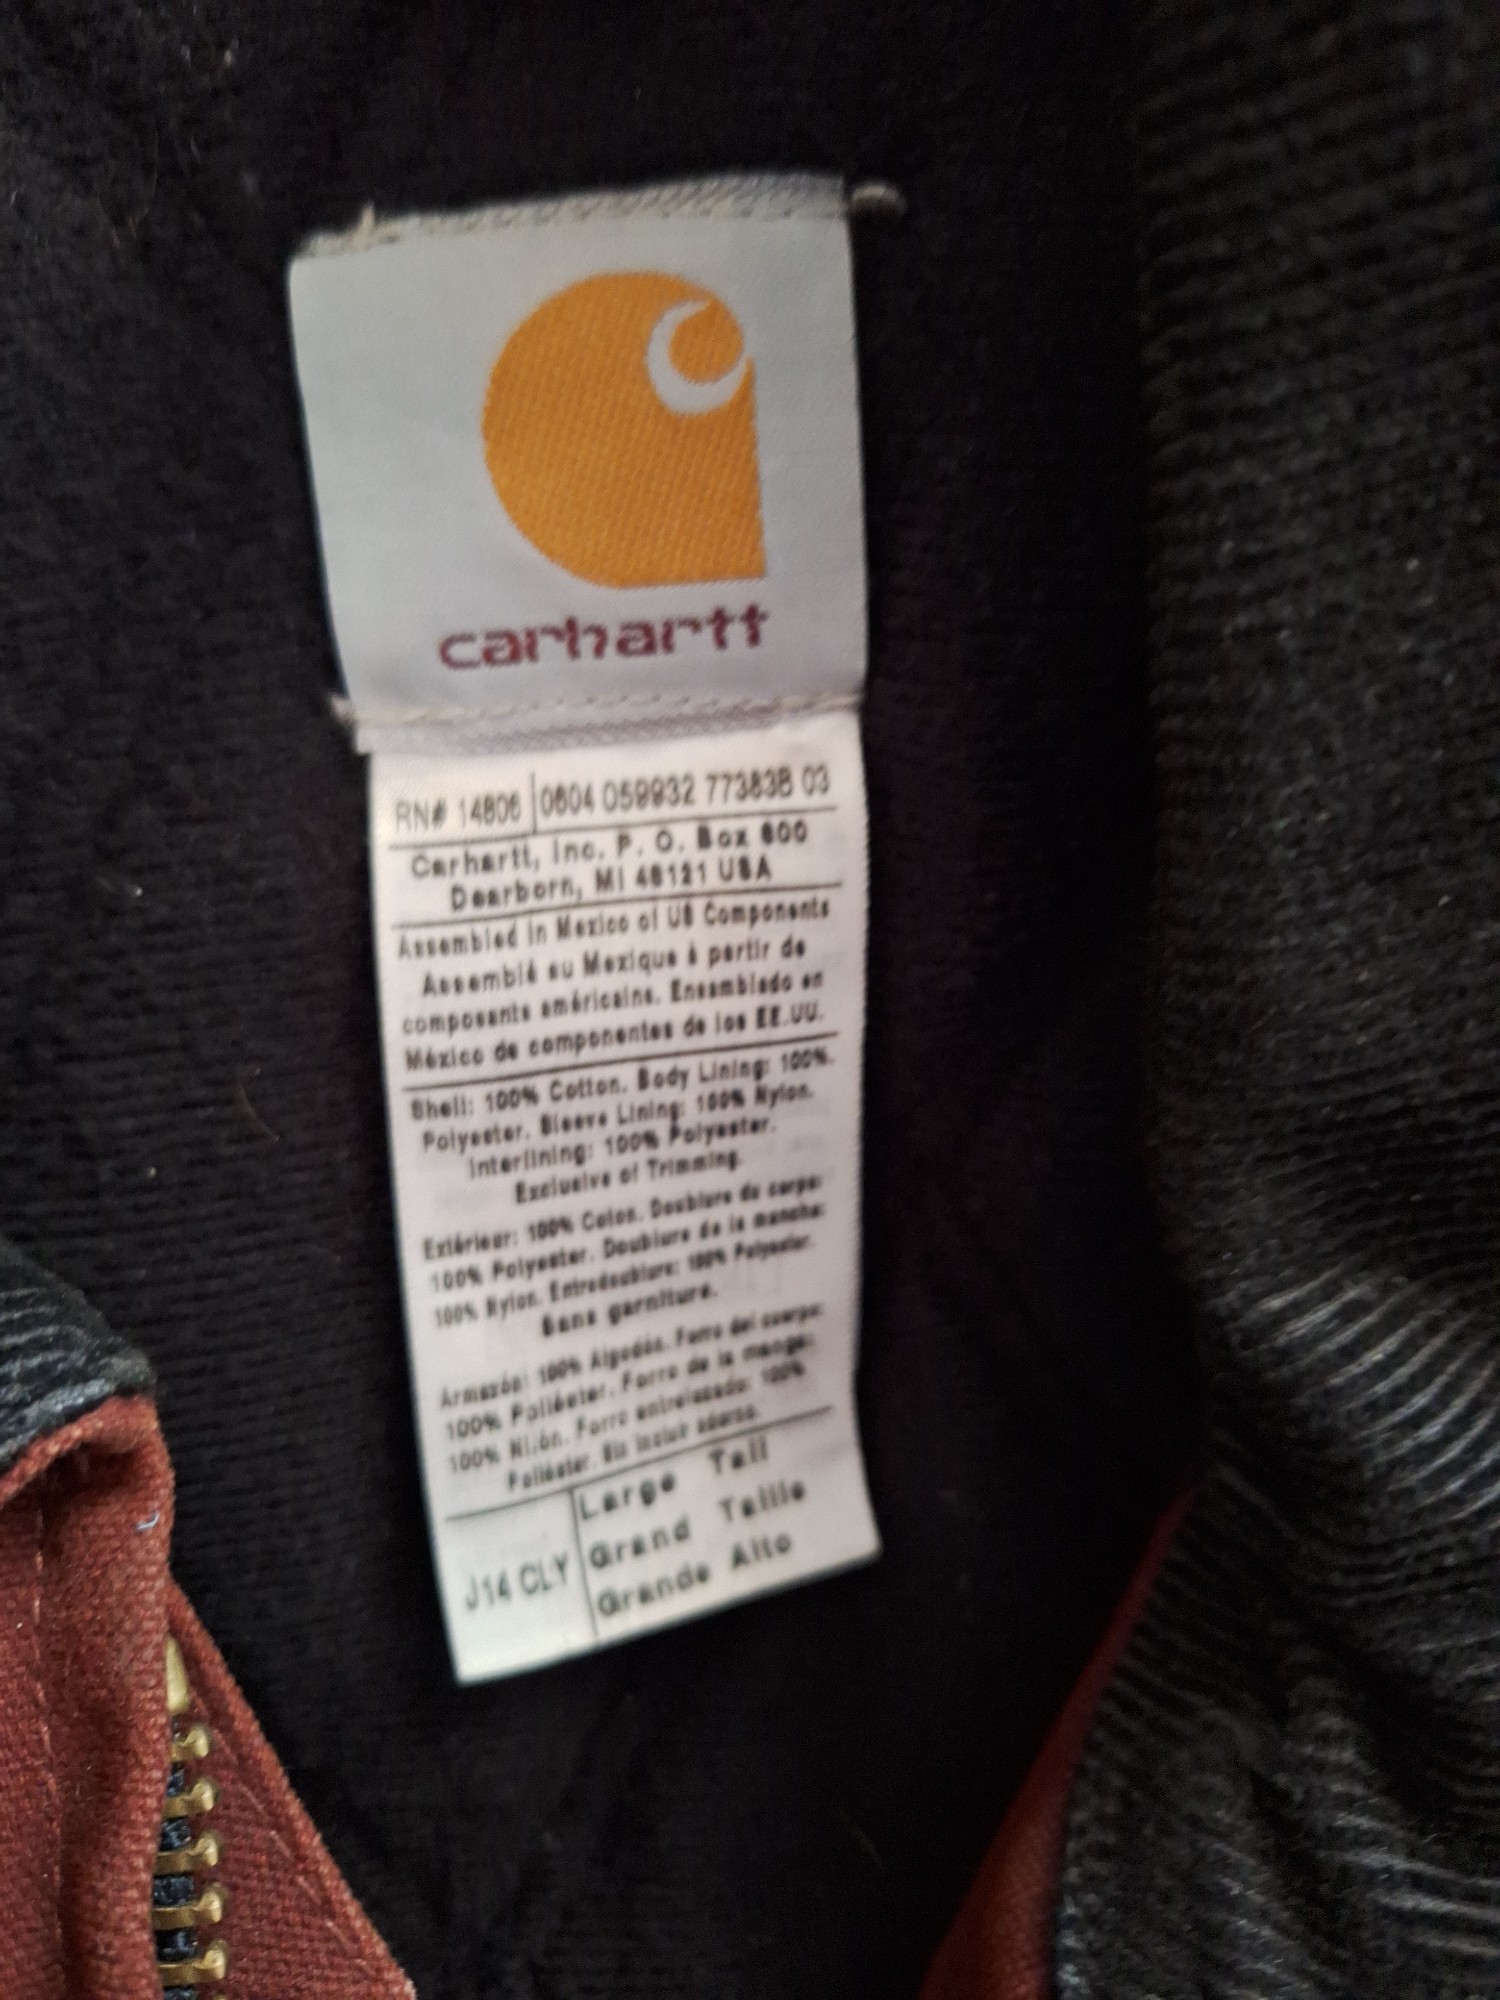 carhartt
RN# 14806 0604 059932 773838 03
Carhartt, Inc. P. O. Box 600
Dearborn, MI 48121 USA
Assembled in Mexico of US Components
Assemblé au Mexique à partir de
composants américains. Ensamblado en
México de componentes de los EE.UU.
Shell: 100% Cotton. Body Lining: 100%.
Polyester. Sleeve Lining: 100% Nylon.
Interlining: 100% Polyester.
Exclusive of Trimming.
Extérieur: 100% Coton. Doublure du corps:
100% Polyester. Doublure de la manche:
100% Nylon. Entredoublure: 100% Polyester.
Sans garniture.
Armazón: 100% Algodón. Forro del cuerpo:
100% Poliéster. Forro de la manga:
100% Nilón. Forro entrelazado: 100%
Poliéster. Sin incluir adorno.
J14 CLY
Large Tall
Grand Taille
Grande Alto